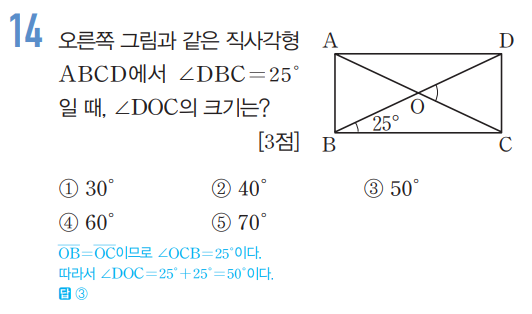 14 오른쪽 그림과 같은 직사각형
ABCD에서 ∠DBC=25°
일 때, ∠DOC의 크기는?
[3점]
A
D
O
25°
B
C
① 30° ② 40° ③ 50°
④ 60° ⑤ 70°
O̅B̅=O̅C̅이므로 ∠OCB=25°이다.
따라서 ∠DOC=25°+25°=50°이다.
답 ③